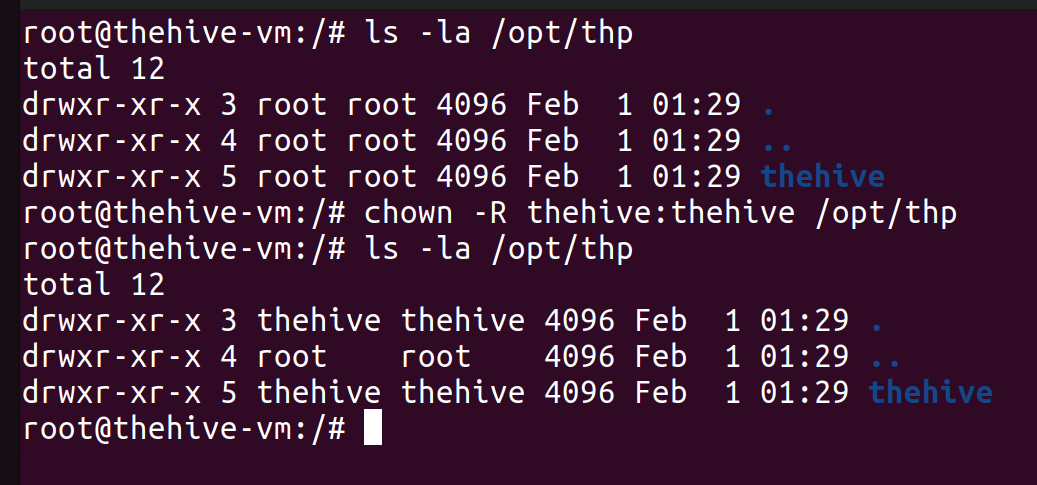 root@thehive-vm:/# ls -la /opt/thp
total 12
drwxr-xr-x 3 root root 4096 Feb  1 01:29 .
drwxr-xr-x 4 root root 4096 Feb  1 01:29 ..
drwxr-xr-x 5 root root 4096 Feb  1 01:29 thehive
root@thehive-vm:/# chown -R thehive:thehive /opt/thp
root@thehive-vm:/# ls -la /opt/thp
total 12
drwxr-xr-x 3 thehive thehive 4096 Feb  1 01:29 .
drwxr-xr-x 4 root    root    4096 Feb  1 01:29 ..
drwxr-xr-x 5 thehive thehive 4096 Feb  1 01:29 thehive
root@thehive-vm:/#